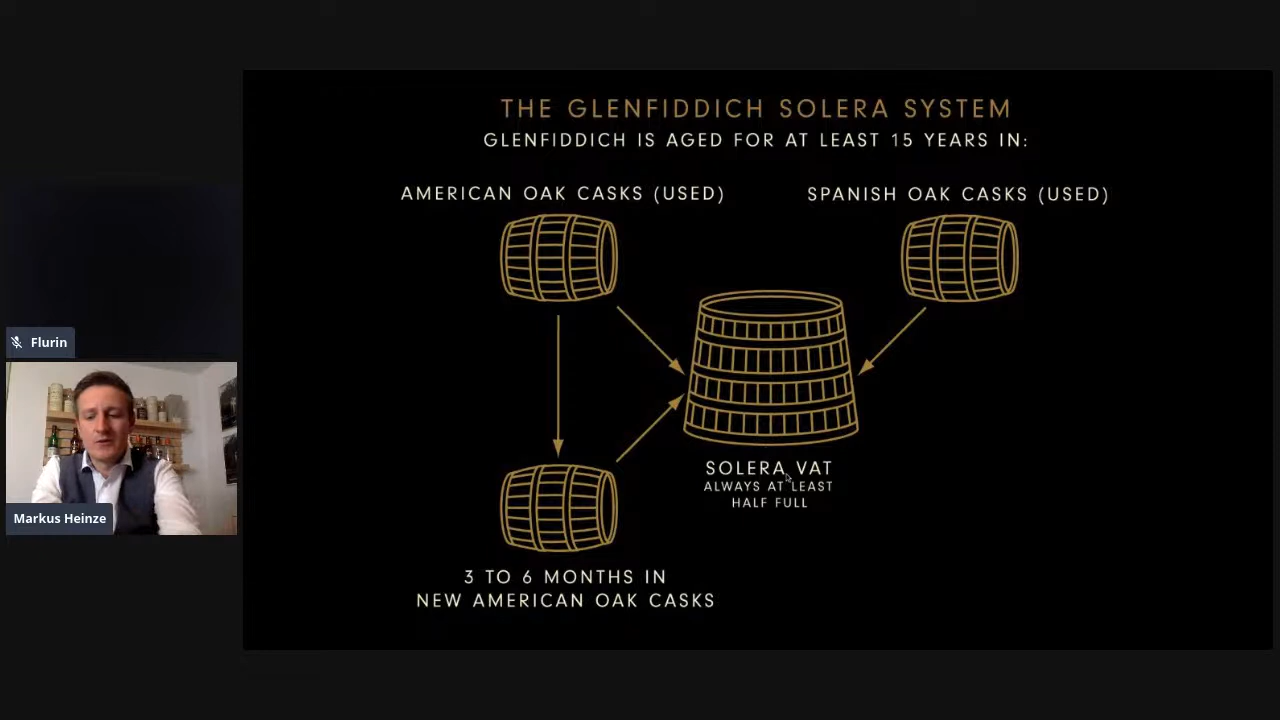 THE GLENFIDDICH SOLERA SYSTEM
GLENFIDDICH IS AGED FOR AT LEAST 15 YEARS IN:
AMERICAN OAK CASKS (USED)
SPANISH OAK CASKS (USED)
SOLERA VAT
ALWAYS AT LEAST
HALF FULL
3 TO 6 MONTHS IN
NEW AMERICAN OAK CASKS
Flurin
Markus Heinze